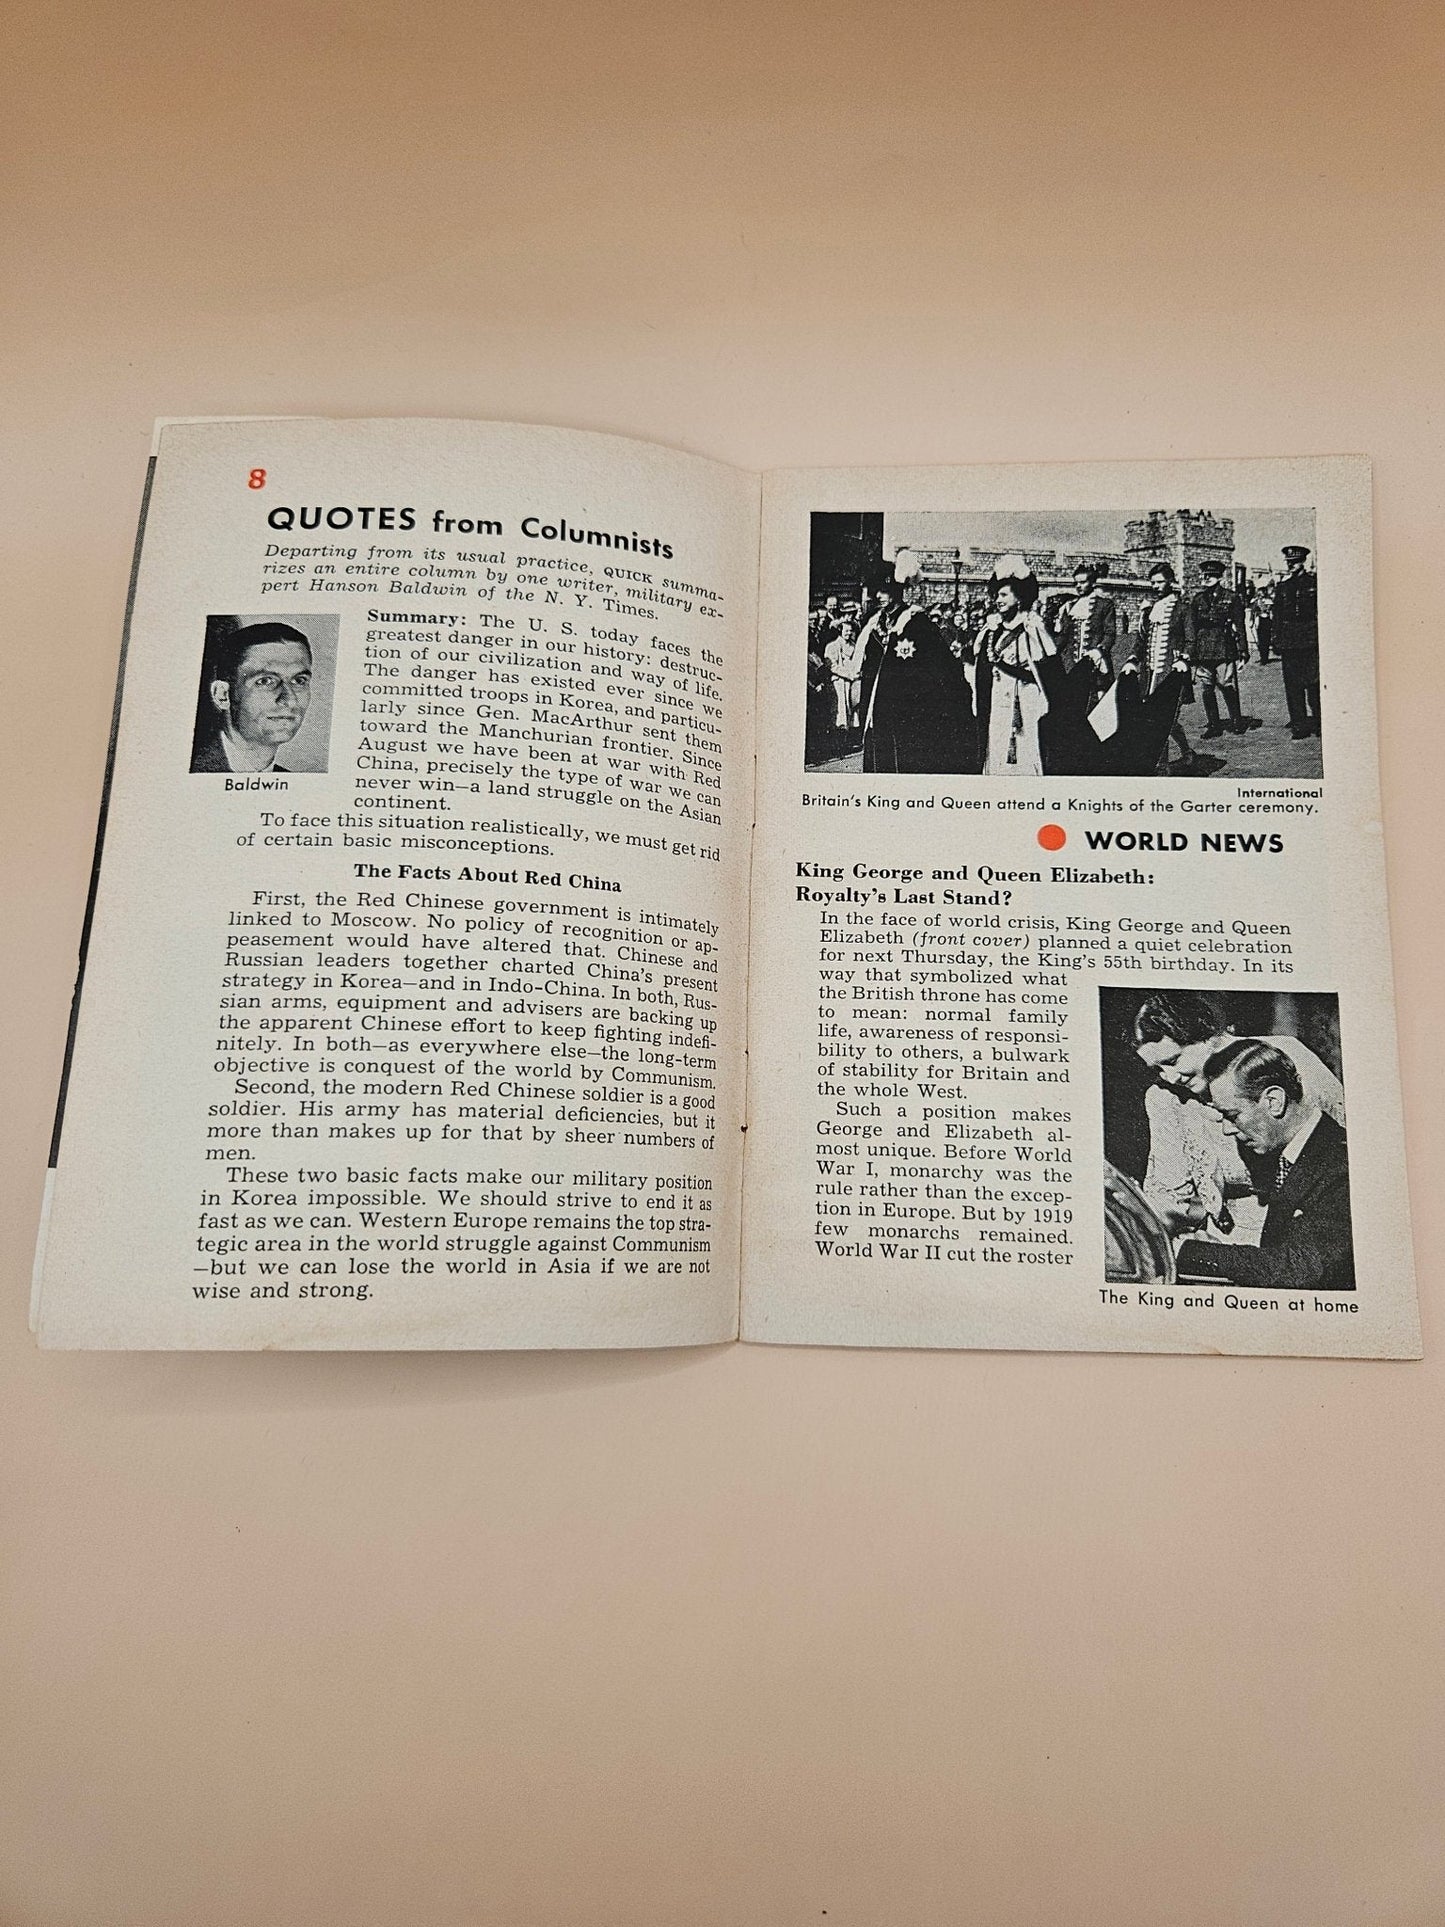 8
QUOTES from Columnists
Departing from its usual practice, QUICK summa-
rizes an entire column by one writer, military ex-
pert Hanson Baldwin of the N. Y. Times.
Baldwin
Summary: The U. S. today faces the
greatest danger in our history: destruc-
tion of our civilization and way of life.
The danger has existed ever since we
committed troops in Korea, and particu-
larly since Gen. MacArthur sent them
toward the Manchurian frontier. Since
August we have been at war with Red
China, precisely the type of war we can
never win—a land struggle on the Asian
continent.
To face this situation realistically, we must get rid
of certain basic misconceptions.
The Facts About Red China
First, the Red Chinese government is intimately
linked to Moscow. No policy of recognition or ap-
peasement would have altered that. Chinese and
Russian leaders together charted China's present
strategy in Korea—and in Indo-China. In both, Rus-
sian arms, equipment and advisers are backing up
the apparent Chinese effort to keep fighting indefi-
nitely. In both—as everywhere else—the long-term
objective is conquest of the world by Communism.
Second, the modern Red Chinese soldier is a good
soldier. His army has material deficiencies, but it
more than makes up for that by sheer numbers of
men.
These two basic facts make our military position
in Korea impossible. We should strive to end it as
fast as we can. Western Europe remains the top stra-
tegic area in the world struggle against Communism
—but we can lose the world in Asia if we are not
wise and strong.
International
Britain's King and Queen attend a Knights of the Garter ceremony.
WORLD NEWS
King George and Queen Elizabeth:
Royalty's Last Stand?
In the face of world crisis, King George and Queen
Elizabeth (front cover) planned a quiet celebration
for next Thursday, the King's 55th birthday. In its
way that symbolized what
the British throne has come
to mean: normal family
life, awareness of responsi-
bility to others, a bulwark
of stability for Britain and
the whole West.
Such a position makes
George and Elizabeth al-
most unique. Before World
War I, monarchy was the
rule rather than the excep-
tion in Europe. But by 1919
few monarchs remained.
World War II cut the roster
The King and Queen at home